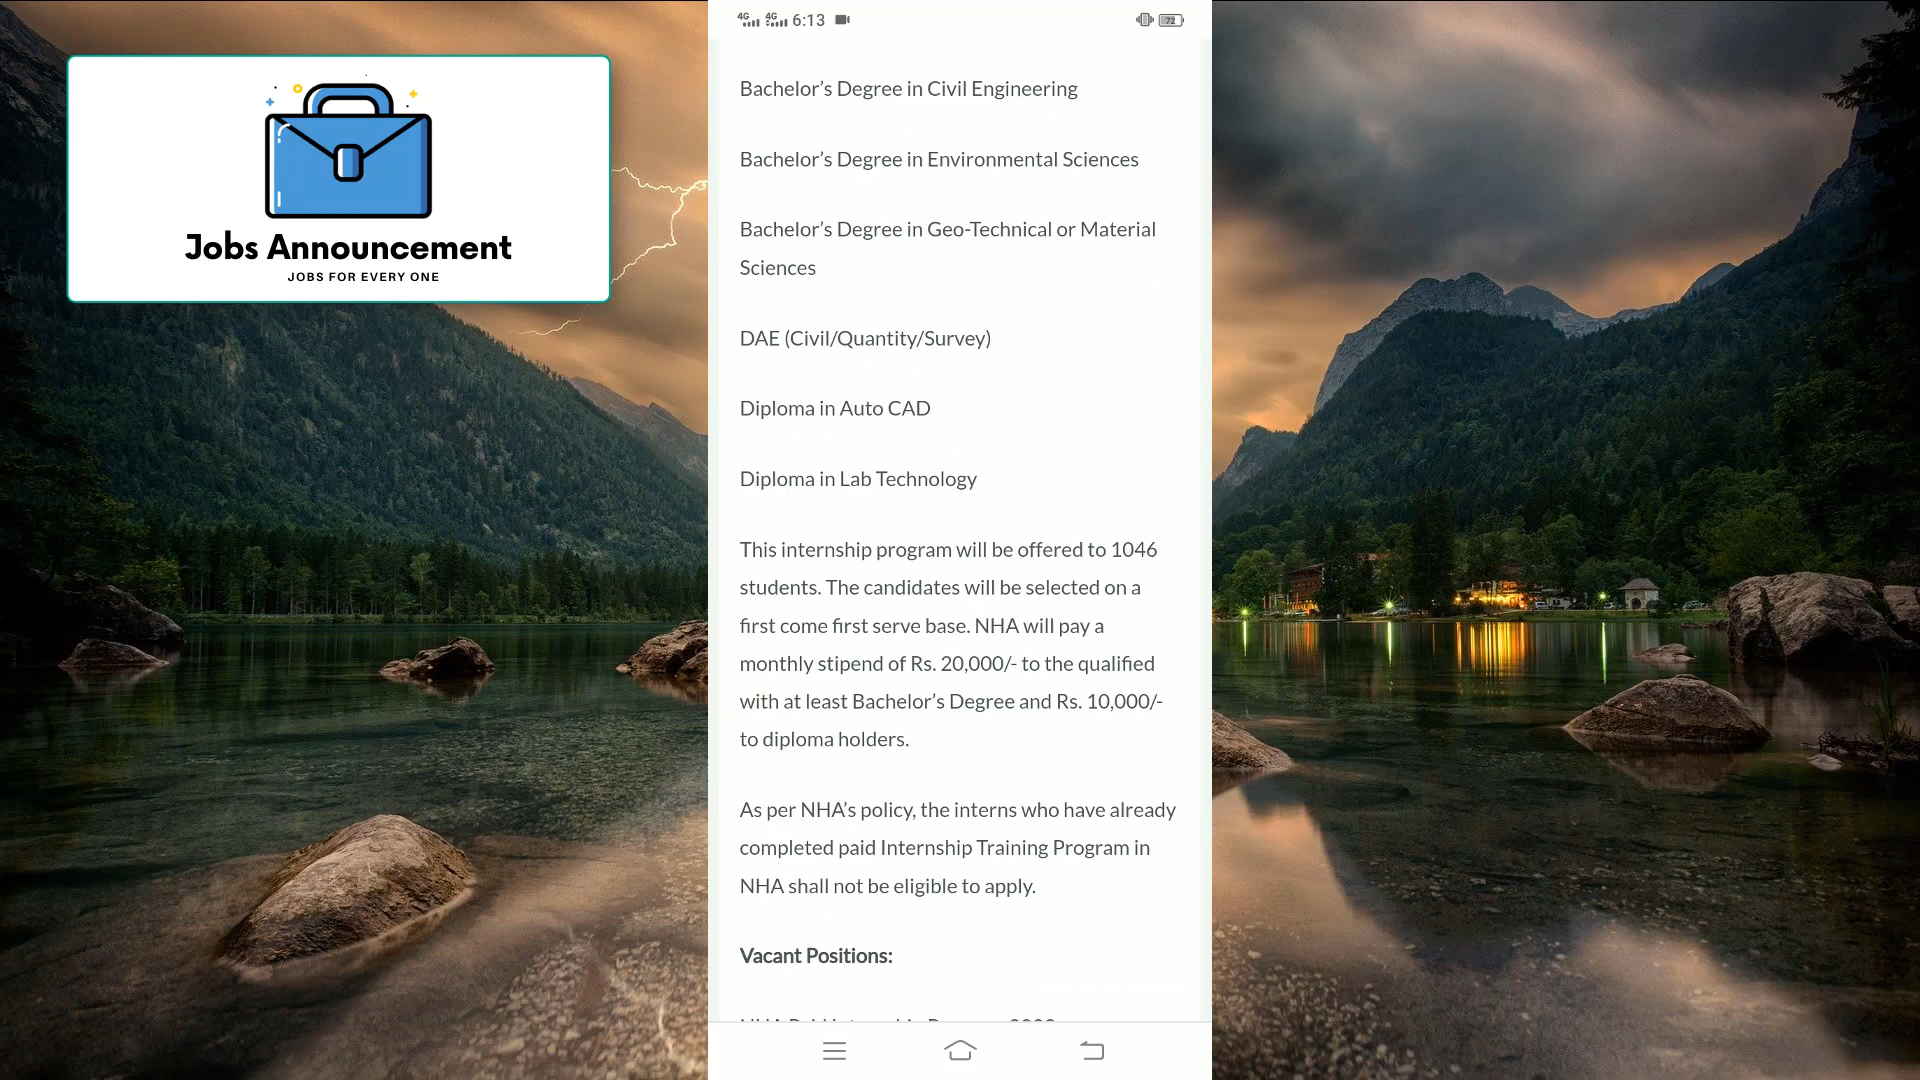 Jobs Announcement
JOBS FOR EVERY ONE
4G 4G 6:13 72
Bachelor’s Degree in Civil Engineering
Bachelor’s Degree in Environmental Sciences
Bachelor’s Degree in Geo-Technical or Material
Sciences
DAE (Civil/Quantity/Survey)
Diploma in Auto CAD
Diploma in Lab Technology
This internship program will be offered to 1046
students. The candidates will be selected on a
first come first serve base. NHA will pay a
monthly stipend of Rs. 20,000/- to the qualified
with at least Bachelor’s Degree and Rs. 10,000/-
to diploma holders.
As per NHA’s policy, the interns who have already
completed paid Internship Training Program in
NHA shall not be eligible to apply.
Vacant Positions: